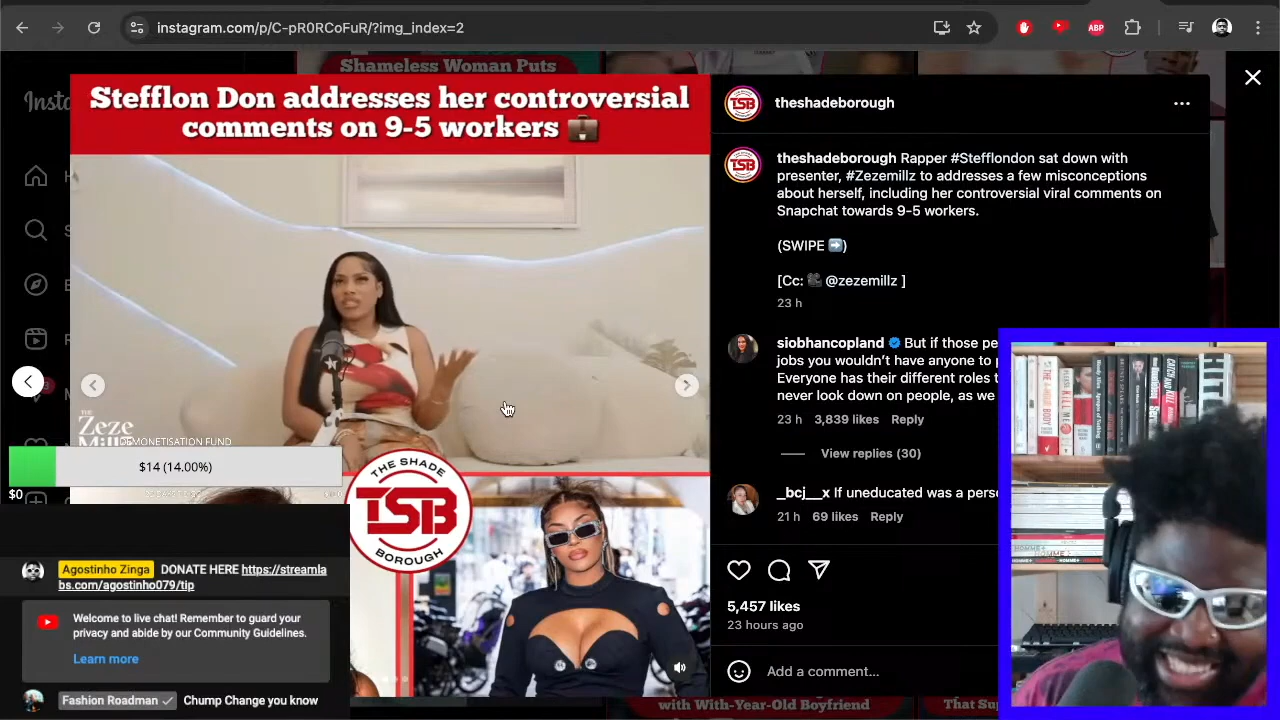 instagram.com/p/C-pR0RCoFuR/?img_index=2
ABP
Shameless Woman Puts
Stefflon Don addresses her controversial
comments on 9-5 workers 💼
THE
Zeze
DEMONETISATION FUND
$14 (14.00%)
$0
THE SHADE
TSB
BOROUGH
theshadeborough
theshadeborough Rapper #Stefflondon sat down with
presenter, #Zezemillz to addresses a few misconceptions
about herself, including her controversial viral comments on
Snapchat towards 9-5 workers.
(SWIPE ➡️)
[Cc: 🎥 @zezemillz ]
23 h
siobhancopland But if those pe
jobs you wouldn't have anyone to
Everyone has their different roles
never look down on people, as we
23 h 3,839 likes Reply
View replies (30)
_bcj__x If uneducated was a pers
21 h 69 likes Reply
5,457 likes
23 hours ago
Add a comment...
Agostinho Zinga DONATE HERE https://streamla
bs.com/agostinho079/tip
Welcome to live chat! Remember to guard your
privacy and abide by our Community Guidelines.
Learn more
Fashion Roadman ✓ Chump Change you know
with With-Year-Old Boyfriend
That Su